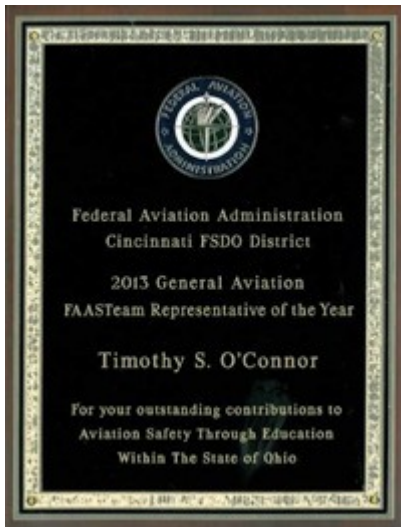 FEDERAL AVIATION
ADMINISTRATION
Federal Aviation Administration
Cincinnati FSDO District
2013 General Aviation
FAASTeam Representative of the Year
Timothy S. O'Connor
For your outstanding contributions to
Aviation Safety Through Education
Within The State of Ohio